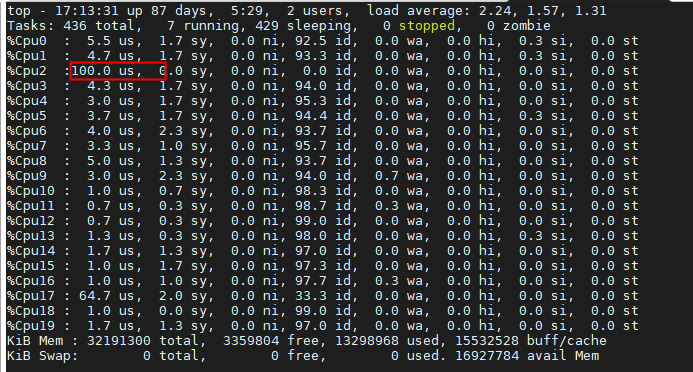 top - 17:13:31 up 87 days,  5:29,  2 users,  load average: 2.24, 1.57, 1.31
Tasks: 436 total,   7 running, 429 sleeping,   0 stopped,   0 zombie
%Cpu0  :  5.5 us,  1.7 sy,  0.0 ni, 92.5 id,  0.0 wa,  0.0 hi,  0.3 si,  0.0 st
%Cpu1  :  4.7 us,  1.7 sy,  0.0 ni, 93.3 id,  0.0 wa,  0.0 hi,  0.3 si,  0.0 st
%Cpu2  :100.0 us,  0.0 sy,  0.0 ni,  0.0 id,  0.0 wa,  0.0 hi,  0.0 si,  0.0 st
%Cpu3  :  4.3 us,  1.7 sy,  0.0 ni, 94.0 id,  0.0 wa,  0.0 hi,  0.0 si,  0.0 st
%Cpu4  :  3.0 us,  1.7 sy,  0.0 ni, 95.3 id,  0.0 wa,  0.0 hi,  0.0 si,  0.0 st
%Cpu5  :  3.7 us,  1.7 sy,  0.0 ni, 94.4 id,  0.0 wa,  0.0 hi,  0.3 si,  0.0 st
%Cpu6  :  4.0 us,  2.3 sy,  0.0 ni, 93.7 id,  0.0 wa,  0.0 hi,  0.0 si,  0.0 st
%Cpu7  :  3.3 us,  1.0 sy,  0.0 ni, 95.7 id,  0.0 wa,  0.0 hi,  0.0 si,  0.0 st
%Cpu8  :  5.0 us,  1.3 sy,  0.0 ni, 93.7 id,  0.0 wa,  0.0 hi,  0.0 si,  0.0 st
%Cpu9  :  3.0 us,  2.3 sy,  0.0 ni, 94.0 id,  0.7 wa,  0.0 hi,  0.0 si,  0.0 st
%Cpu10 :  1.0 us,  0.7 sy,  0.0 ni, 98.3 id,  0.0 wa,  0.0 hi,  0.0 si,  0.0 st
%Cpu11 :  0.7 us,  0.3 sy,  0.0 ni, 98.7 id,  0.3 wa,  0.0 hi,  0.0 si,  0.0 st
%Cpu12 :  0.7 us,  0.3 sy,  0.0 ni, 99.0 id,  0.0 wa,  0.0 hi,  0.0 si,  0.0 st
%Cpu13 :  1.3 us,  0.3 sy,  0.0 ni, 98.0 id,  0.0 wa,  0.0 hi,  0.3 si,  0.0 st
%Cpu14 :  1.7 us,  1.3 sy,  0.0 ni, 97.0 id,  0.0 wa,  0.0 hi,  0.0 si,  0.0 st
%Cpu15 :  1.0 us,  1.7 sy,  0.0 ni, 97.3 id,  0.0 wa,  0.0 hi,  0.0 si,  0.0 st
%Cpu16 :  1.0 us,  1.0 sy,  0.0 ni, 97.7 id,  0.3 wa,  0.0 hi,  0.0 si,  0.0 st
%Cpu17 : 64.7 us,  2.0 sy,  0.0 ni, 33.3 id,  0.0 wa,  0.0 hi,  0.0 si,  0.0 st
%Cpu18 :  1.0 us,  0.0 sy,  0.0 ni, 99.0 id,  0.0 wa,  0.0 hi,  0.0 si,  0.0 st
%Cpu19 :  1.7 us,  1.3 sy,  0.0 ni, 97.0 id,  0.0 wa,  0.0 hi,  0.0 si,  0.0 st
KiB Mem : 32191300 total,  3359804 free, 13298968 used, 15532528 buff/cache
KiB Swap:        0 total,        0 free,        0 used. 16927784 avail Mem